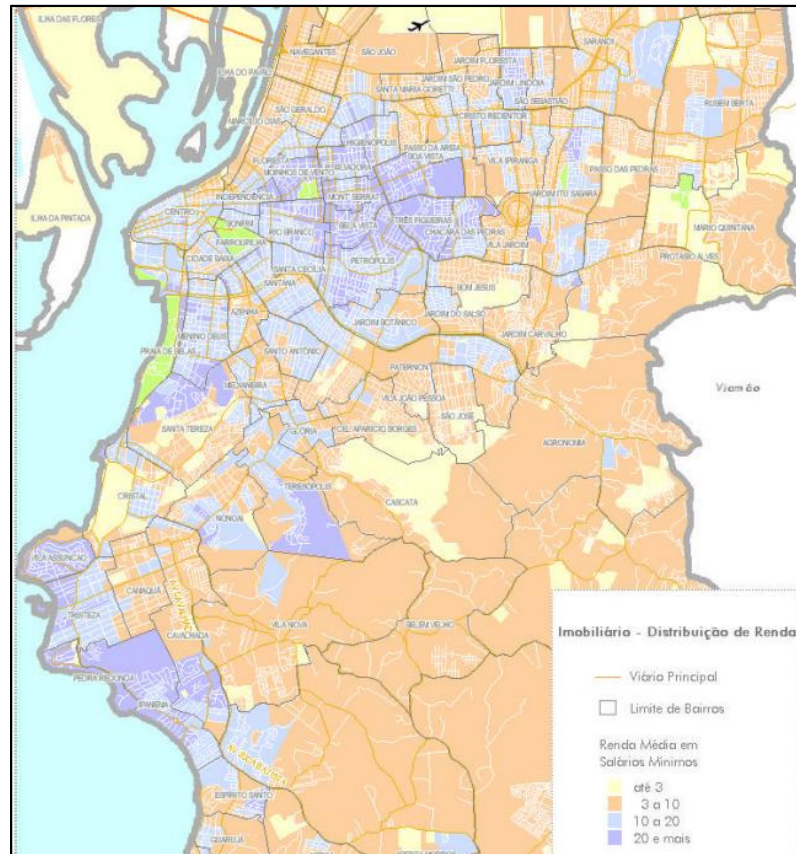 ILHA DAS FLORES
NAVEGANTES
SÃO JOÃO
SARANDI
ILHA DO PAVÃO
JARDIM FLORESTA
JARDIM SÃO PEDRO
JARDIM LINDÓIA
SANTA MARIA GORETTI
SÃO SEBASTIÃO
RUBEM BERTA
SÃO GERALDO
MARCÍLIO DIAS
CRISTO REDENTOR
HIGIENÓPOLIS
PASSO DA AREIA
FLORESTA
BOA VISTA
VILA IPIRANGA
MOINHOS DE VENTO
PASSO DAS PEDRAS
INDEPENDÊNCIA
MONT SERRAT
JARDIM ITU SABARÁ
ILHA DA PINTADA
CENTRO
BONFIM
TRÊS FIGUEIRAS
MÁRIO QUINTANA
RIO BRANCO
BELA VISTA
CHÁCARA DAS PEDRAS
FARROUPILHA
VILA JARDIM
CIDADE BAIXA
PETRÓPOLIS
PROTÁSIO ALVES
SANTA CECÍLIA
SANTANA
BOM JESUS
AZENHA
JARDIM DO SALSO
JARDIM BOTÂNICO
MENINO DEUS
JARDIM CARVALHO
PRAIA DE BELAS
SANTO ANTÔNIO
PATERNON
MEDIANEIRA
Viamão
VILA JOÃO PESSOA
SÃO JOSÉ
SANTA TEREZA
GLÓRIA
CEL. APARÍCIO BORGES
AGRONOMIA
TERESÓPOLIS
CRISTAL
CASCATA
NONOAI
VILA ASSUNÇÃO
CAMAQUÃ
TRISTEZA
VILA NOVA
BELÉM VELHO
CAVALHADA
PEDRA REDONDA
IPANEMA
ESPÍRITO SANTO
GUARUJÁ
Imobiliário - Distribuição de Renda
Viário Principal
Limite de Bairros
Renda Média em
Salários Mínimos
até 3
3 a 10
10 a 20
20 e mais